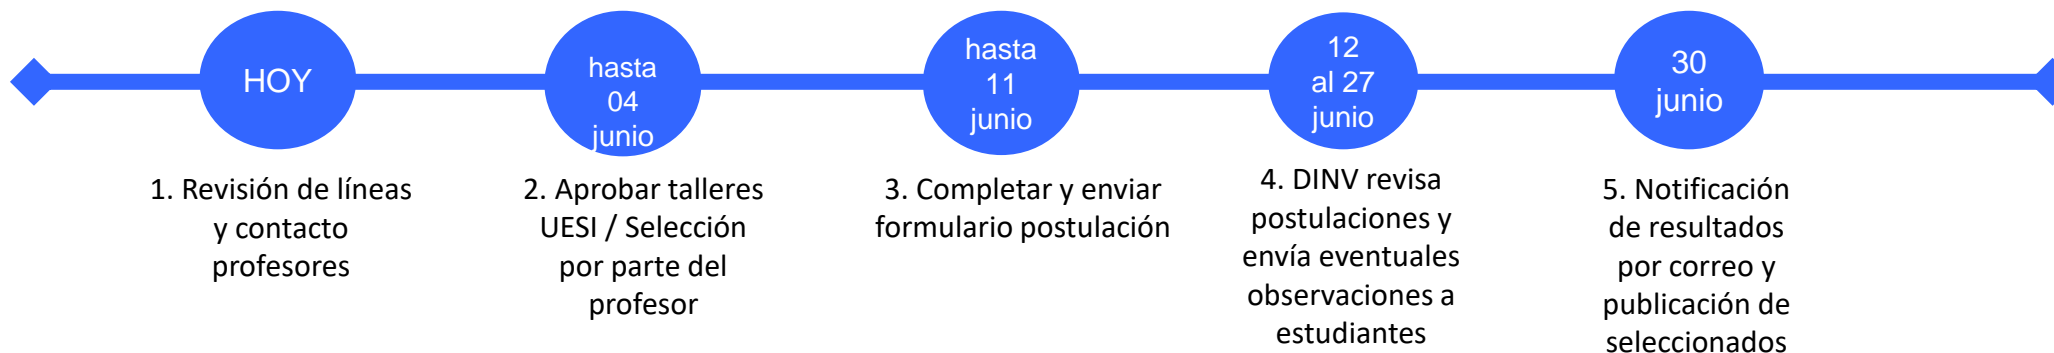 HOY
hasta
04
junio
hasta
11
junio
12
al 27
junio
30
junio
1. Revisión de líneas
y contacto
profesores
2. Aprobar talleres
UESI / Selección
por parte del
profesor
3. Completar y enviar
formulario postulación
4. DINV revisa
postulaciones y
envía eventuales
observaciones a
estudiantes
5. Notificación
de resultados
por correo y
publicación de
seleccionados